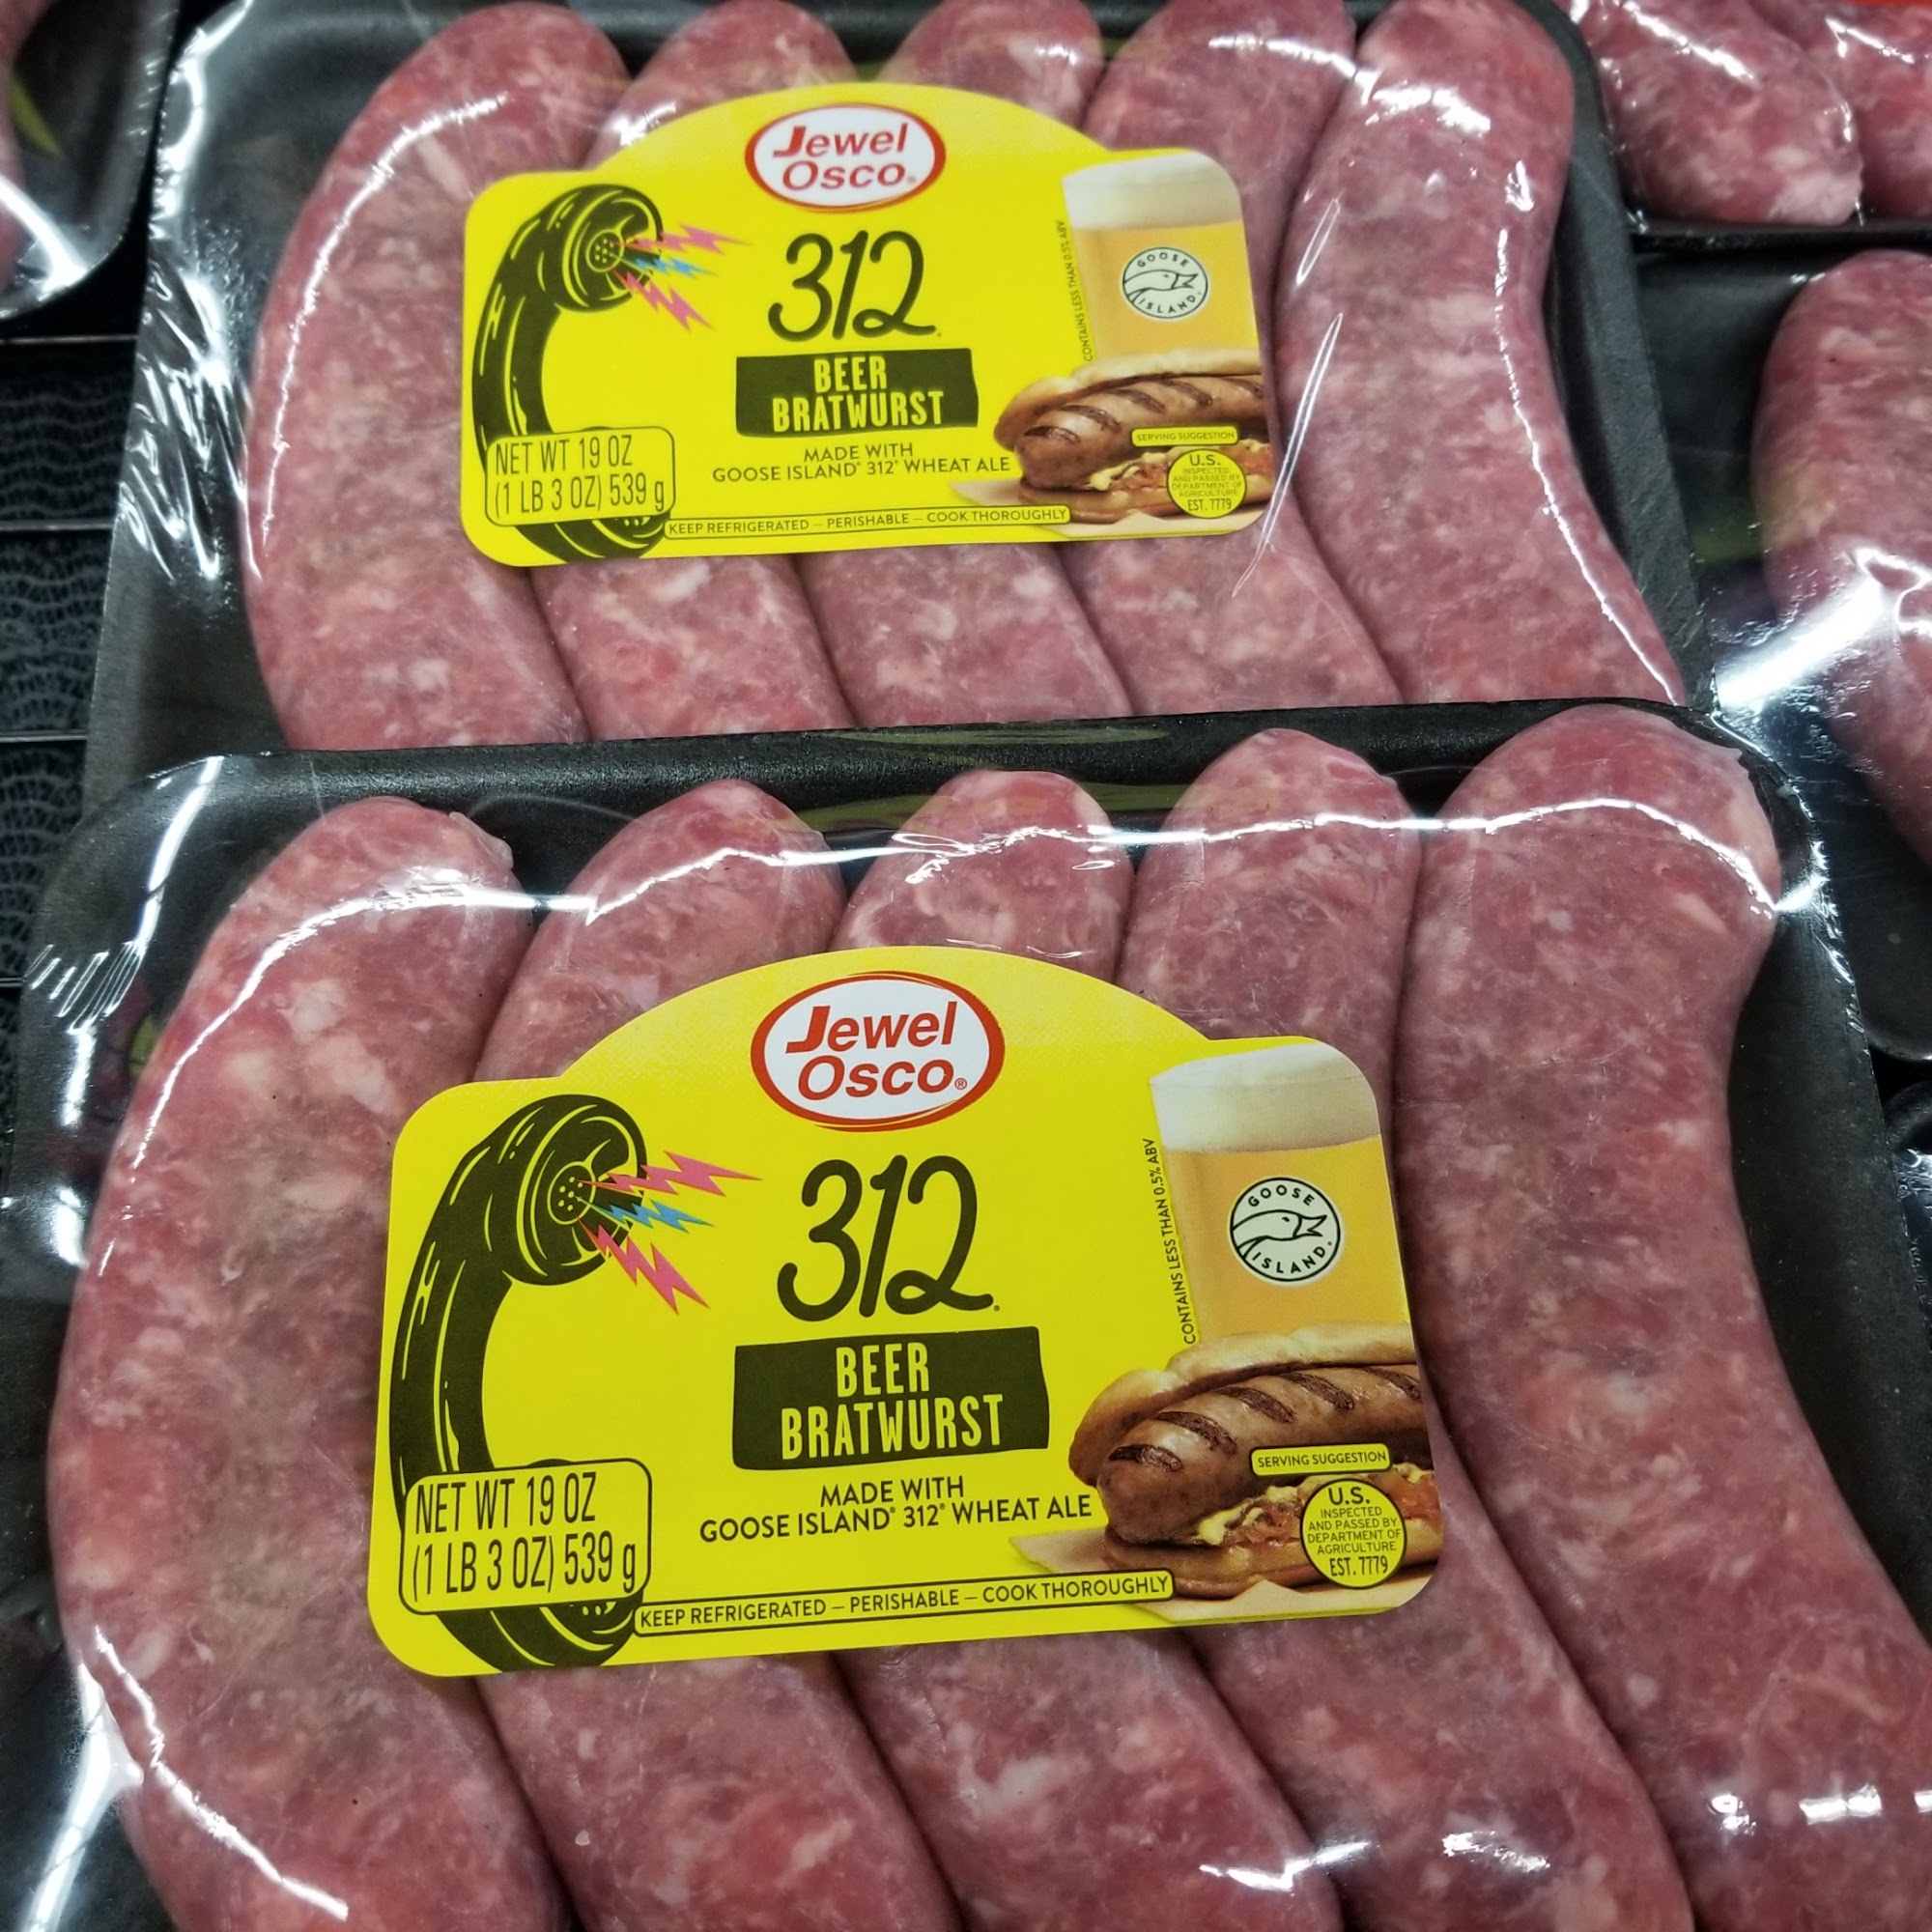 Jewel
Osco®
312
BEER
BRATWURST
MADE WITH
GOOSE ISLAND® 312® WHEAT ALE
NET WT 19 OZ
(1 LB 3 OZ) 539 g
KEEP REFRIGERATED – PERISHABLE – COOK THOROUGHLY
CONTAINS LESS THAN 0.5% ABV
GOOSE
ISLAND
SERVING SUGGESTION
U.S.
INSPECTED
AND PASSED BY
DEPARTMENT OF
AGRICULTURE
EST. 7779
Jewel
Osco®
312
BEER
BRATWURST
MADE WITH
GOOSE ISLAND® 312® WHEAT ALE
NET WT 19 OZ
(1 LB 3 OZ) 539 g
KEEP REFRIGERATED – PERISHABLE – COOK THOROUGHLY
CONTAINS LESS THAN 0.5% ABV
GOOSE
ISLAND
SERVING SUGGESTION
U.S.
INSPECTED
AND PASSED BY
DEPARTMENT OF
AGRICULTURE
EST. 7779